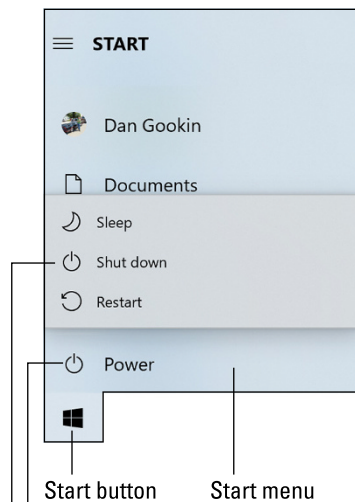 START
Dan Gookin
Documents
Sleep
Shut down
Restart
Power
Start button Start menu